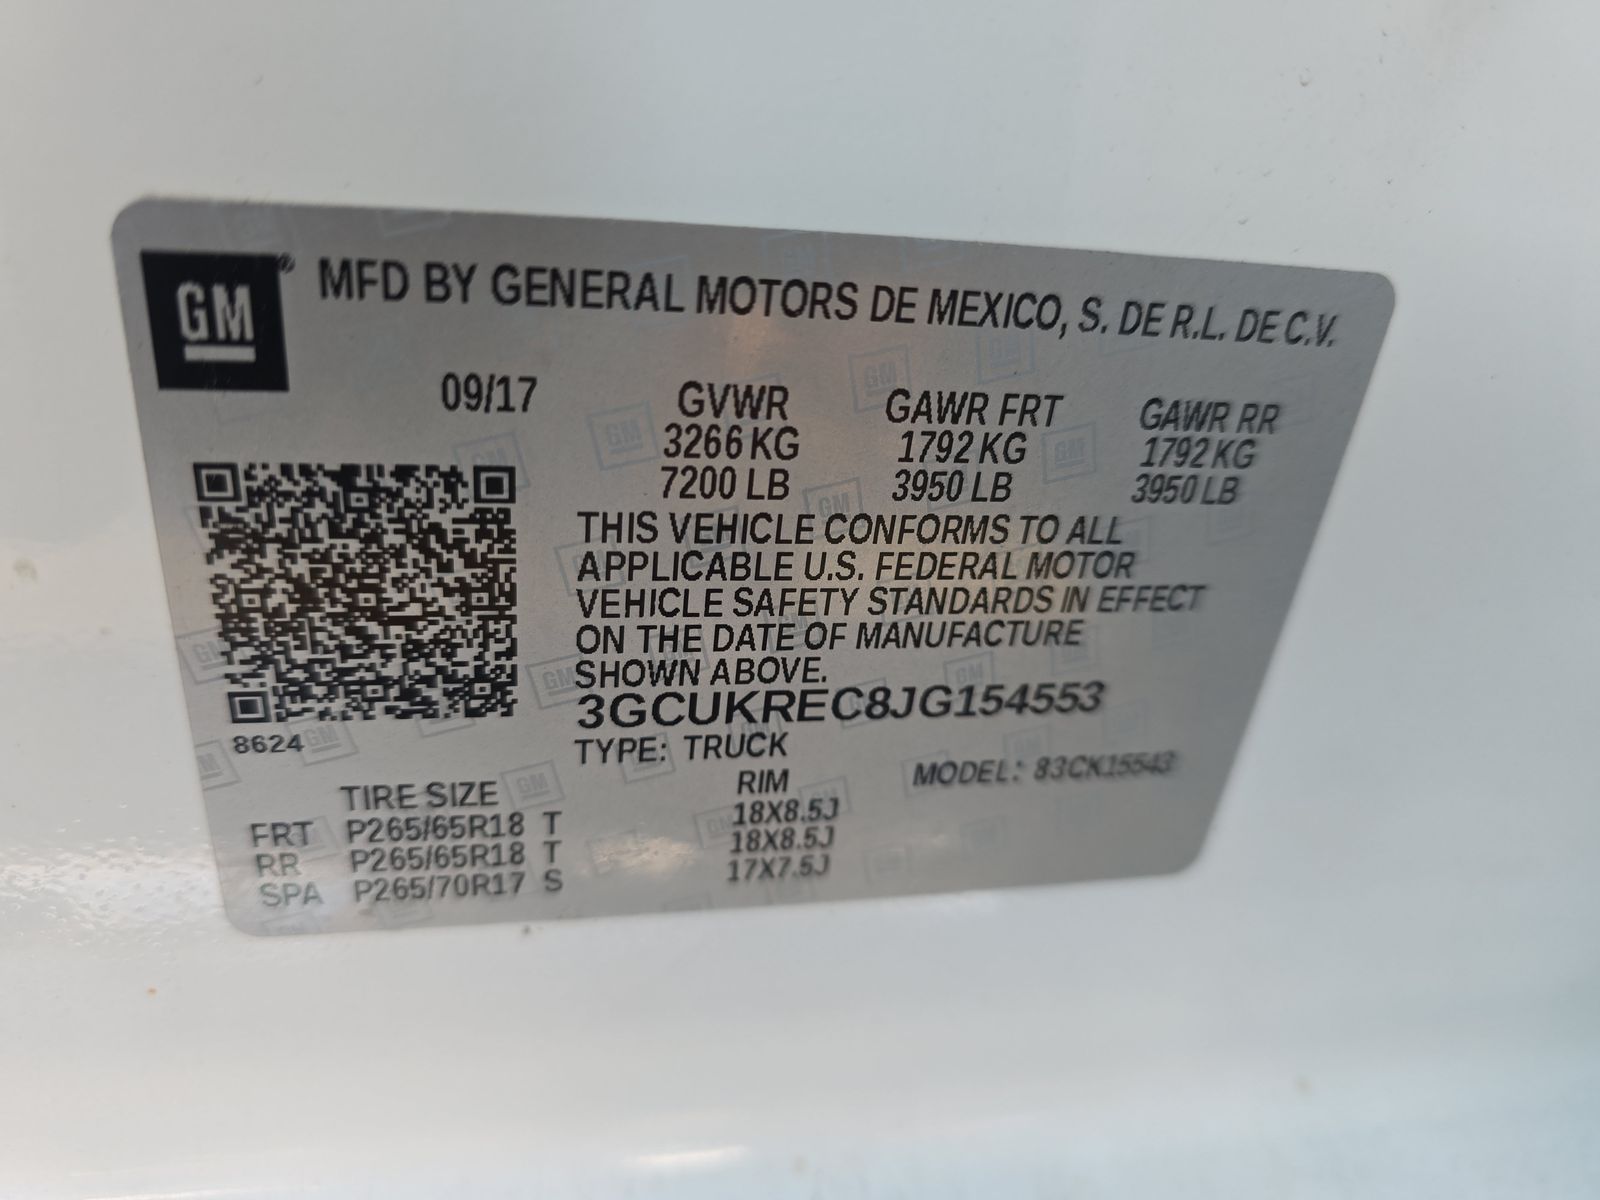 GM® MFD BY GENERAL MOTORS DE MEXICO, S. DE R.L. DE C.V.
09/17 GVWR GAWR FRT GAWR RR
3266 KG 1792 KG 1792 KG
7200 LB 3950 LB 3950 LB
THIS VEHICLE CONFORMS TO ALL
APPLICABLE U.S. FEDERAL MOTOR
VEHICLE SAFETY STANDARDS IN EFFECT
ON THE DATE OF MANUFACTURE
SHOWN ABOVE.
3GCUKREC8JG154553
8624 TYPE: TRUCK
MODEL: 83CK15543
TIRE SIZE RIM
FRT P265/65R18 T 18X8.5J
RR P265/65R18 T 18X8.5J
SPA P265/70R17 S 17X7.5J